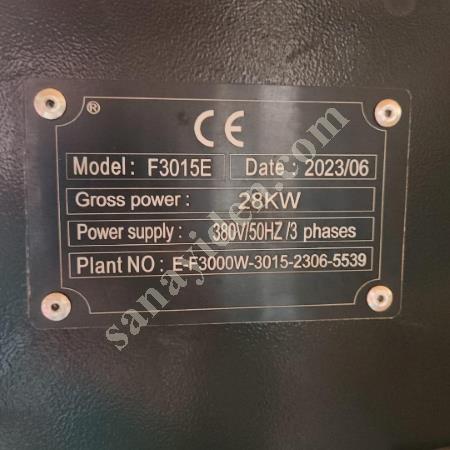 ®
CE
Model: F3015E Date: 2023/06
Gross power: 28KW
Power supply: 380V/50HZ/3 phases
Plant NO: E-F3000W-3015-2306-5539
sanayiden.com